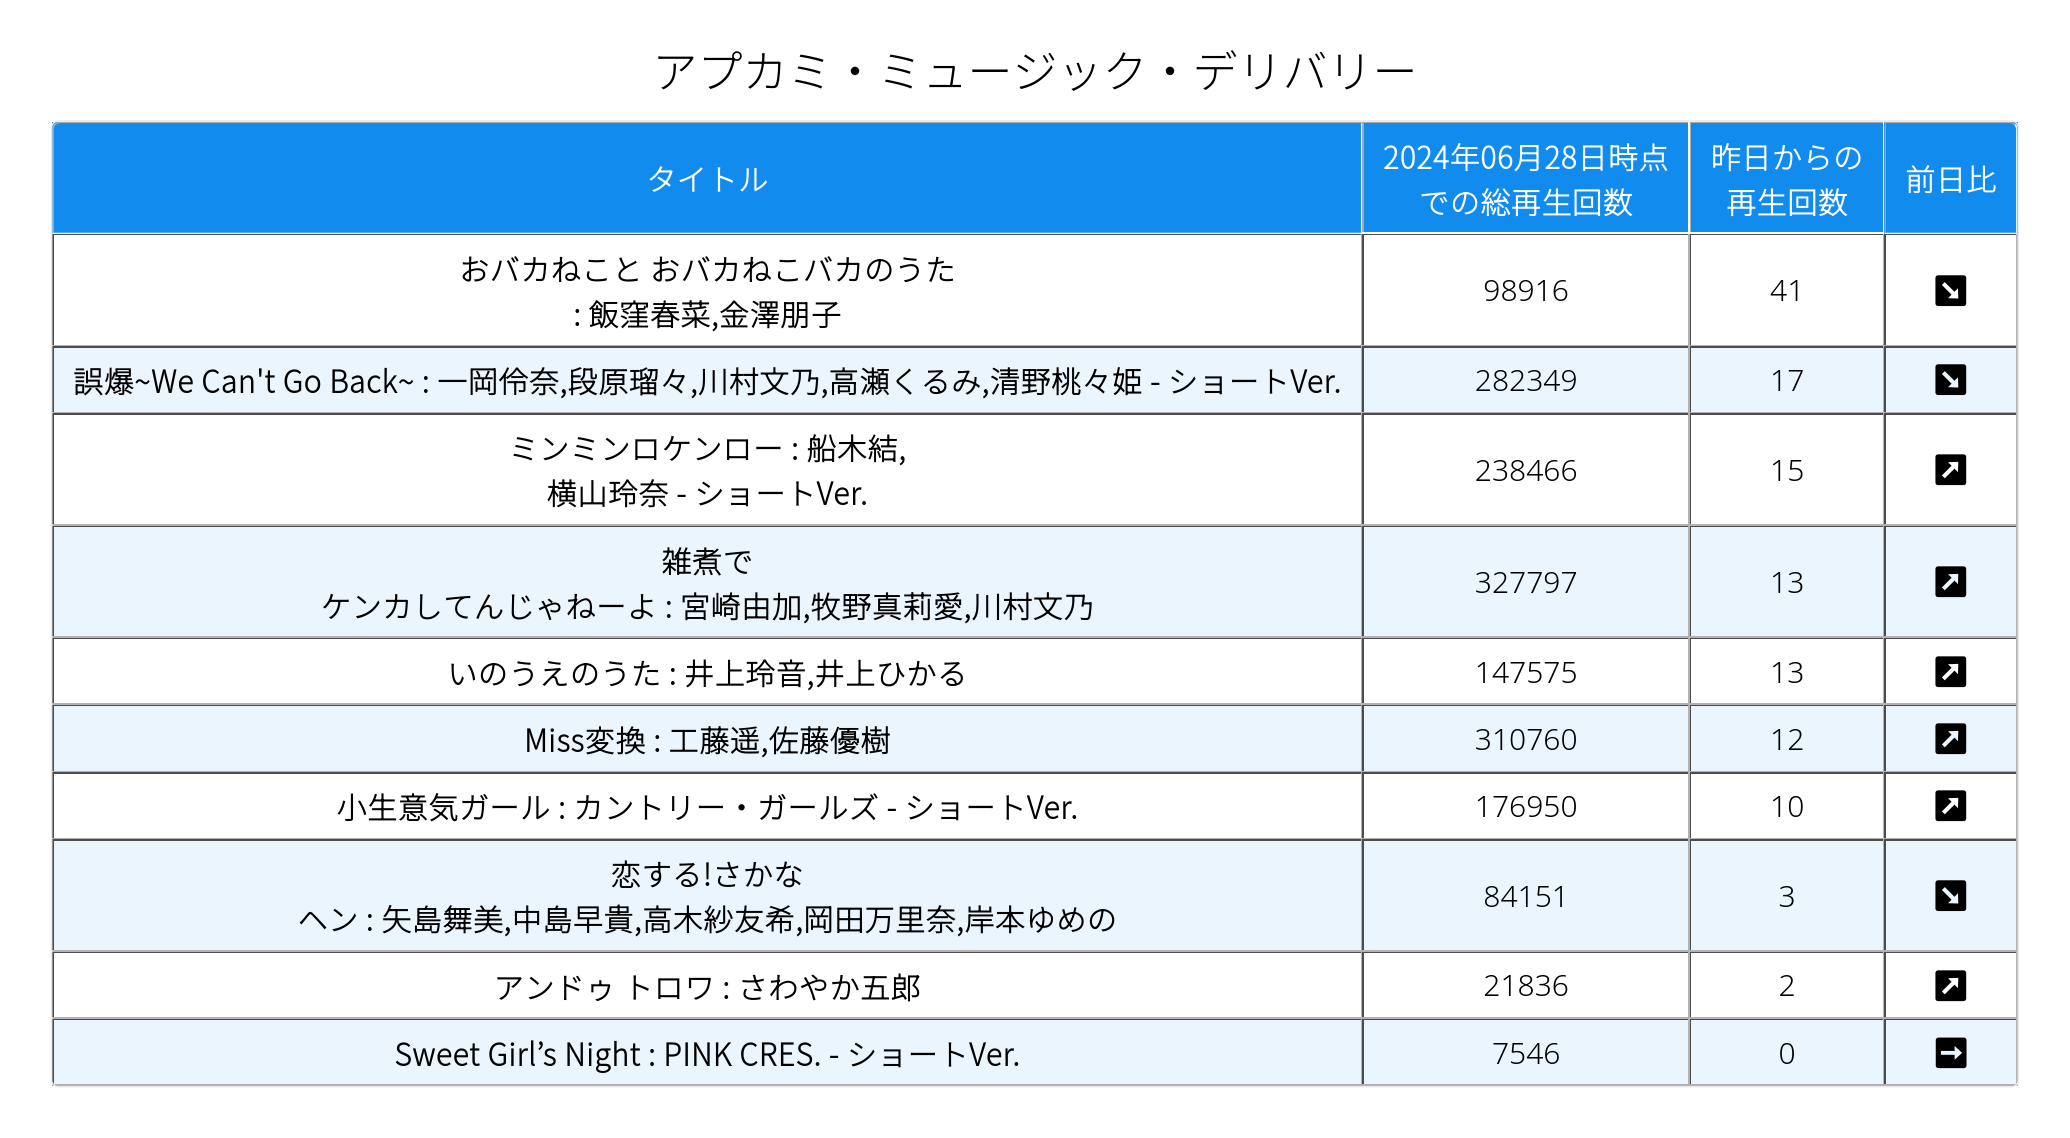 アプカミ・ミュージック・デリバリー
タイトル
2024年06月28日時点
での総再生回数
昨日からの
再生回数
前日比
おバカねこと おバカねこバカのうた
: 飯窪春菜,金澤朋子
98916
41
誤爆~We Can't Go Back~ : 一岡伶奈,段原瑠々,川村文乃,高瀬くるみ,清野桃々姫 - ショートVer.
282349
17
ミンミンロケンロー : 船木結,
横山玲奈 - ショートVer.
238466
15
雑煮で
ケンカしてんじゃねーよ : 宮崎由加,牧野真莉愛,川村文乃
327797
13
いのうえのうた : 井上玲音,井上ひかる
147575
13
Miss変換 : 工藤遥,佐藤優樹
310760
12
小生意気ガール : カントリー・ガールズ - ショートVer.
176950
10
恋する!さかな
ヘン : 矢島舞美,中島早貴,高木紗友希,岡田万里奈,岸本ゆめの
84151
3
アンドゥ トロワ : さわやか五郎
21836
2
Sweet Girl’s Night : PINK CRES. - ショートVer.
7546
0